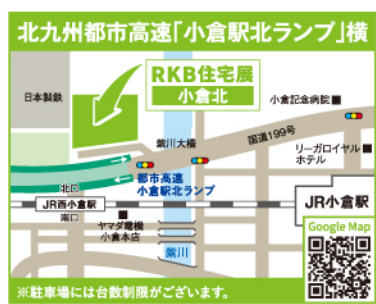 北九州都市高速「小倉駅北ランプ」横
RKB住宅展
小倉北
日本製鉄
小倉記念病院
紫川大橋
国道199号
リーガロイヤル
ホテル
都市高速
小倉駅北ランプ
北口
JR西小倉駅
南口
JR小倉駅
ヤマダ電機
小倉本店
紫川
Google Map
※駐車場には台数制限がございます。